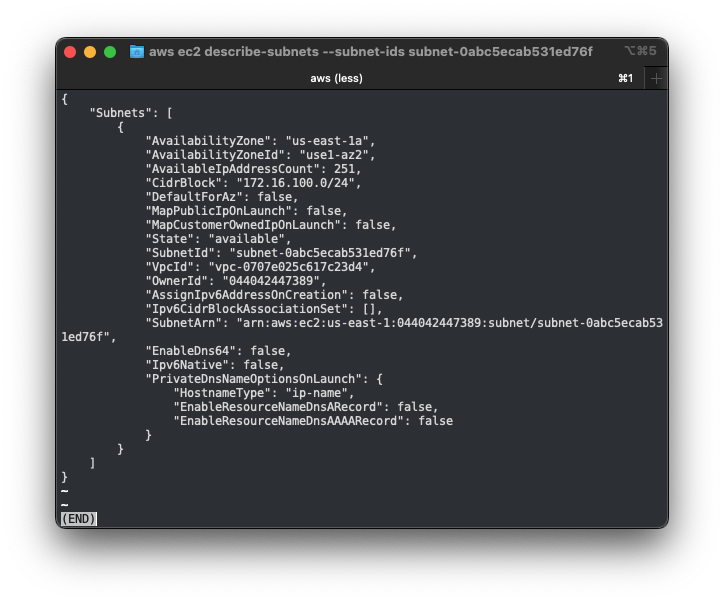 aws ec2 describe-subnets --subnet-ids subnet-0abc5ecab531ed76f ⌥⌘5
aws (less) ⌘1 +
{
    "Subnets": [
        {
            "AvailabilityZone": "us-east-1a",
            "AvailabilityZoneId": "use1-az2",
            "AvailableIpAddressCount": 251,
            "CidrBlock": "172.16.100.0/24",
            "DefaultForAz": false,
            "MapPublicIpOnLaunch": false,
            "MapCustomerOwnedIpOnLaunch": false,
            "State": "available",
            "SubnetId": "subnet-0abc5ecab531ed76f",
            "VpcId": "vpc-0707e025c617c23d4",
            "OwnerId": "044042447389",
            "AssignIpv6AddressOnCreation": false,
            "Ipv6CidrBlockAssociationSet": [],
            "SubnetArn": "arn:aws:ec2:us-east-1:044042447389:subnet/subnet-0abc5ecab53
1ed76f",
            "EnableDns64": false,
            "Ipv6Native": false,
            "PrivateDnsNameOptionsOnLaunch": {
                "HostnameType": "ip-name",
                "EnableResourceNameDnsARecord": false,
                "EnableResourceNameDnsAAAARecord": false
            }
        }
    ]
}
~
~
(END)